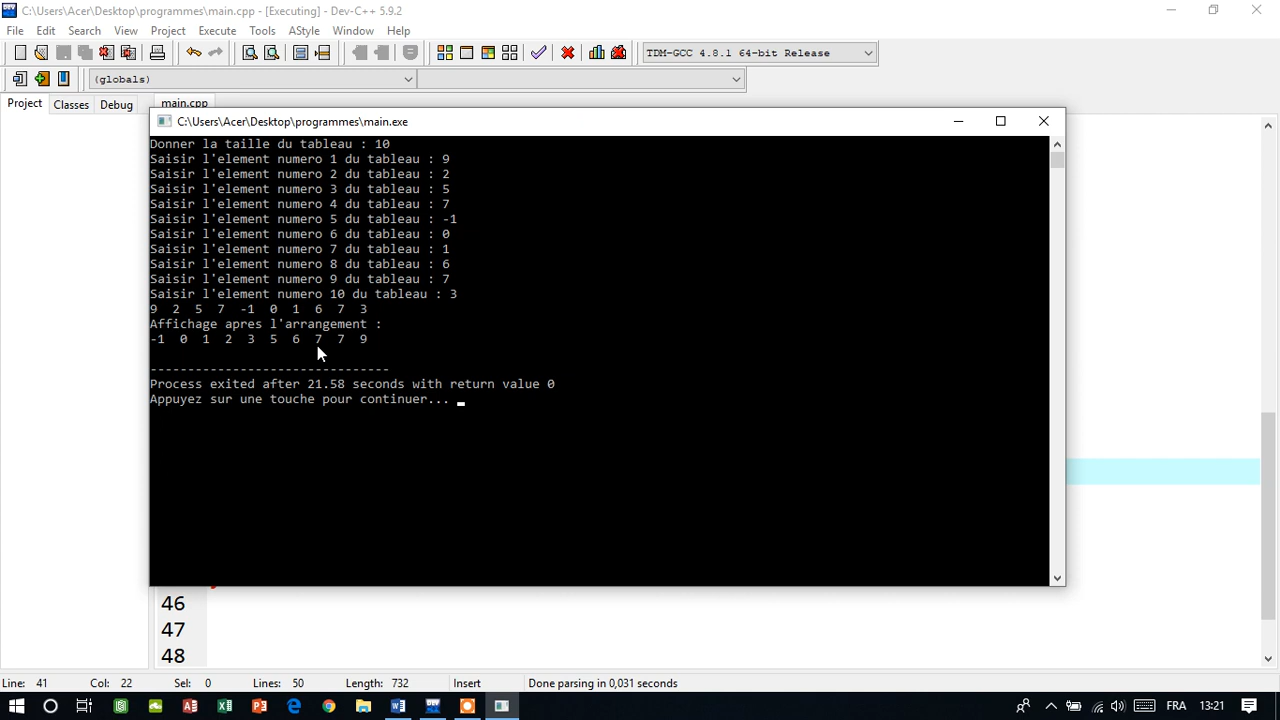 C:\Users\Acer\Desktop\programmes\main.cpp - [Executing] - Dev-C++ 5.9.2
File Edit Search View Project Execute Tools AStyle Window Help
TDM-GCC 4.8.1 64-bit Release
(globals)
Project Classes Debug main.cpp
C:\Users\Acer\Desktop\programmes\main.exe
Donner la taille du tableau : 10
Saisir l'element numero 1 du tableau : 9
Saisir l'element numero 2 du tableau : 2
Saisir l'element numero 3 du tableau : 5
Saisir l'element numero 4 du tableau : 7
Saisir l'element numero 5 du tableau : -1
Saisir l'element numero 6 du tableau : 0
Saisir l'element numero 7 du tableau : 1
Saisir l'element numero 8 du tableau : 6
Saisir l'element numero 9 du tableau : 7
Saisir l'element numero 10 du tableau : 3
9 2 5 7 -1 0 1 6 7 3
Affichage apres l'arrangement :
-1 0 1 2 3 5 6 7 7 9
--------------------------------
Process exited after 21.58 seconds with return value 0
Appuyez sur une touche pour continuer...
46
47
48
Line: 41 Col: 22 Sel: 0 Lines: 50 Length: 732 Insert Done parsing in 0,031 seconds
FRA 13:21